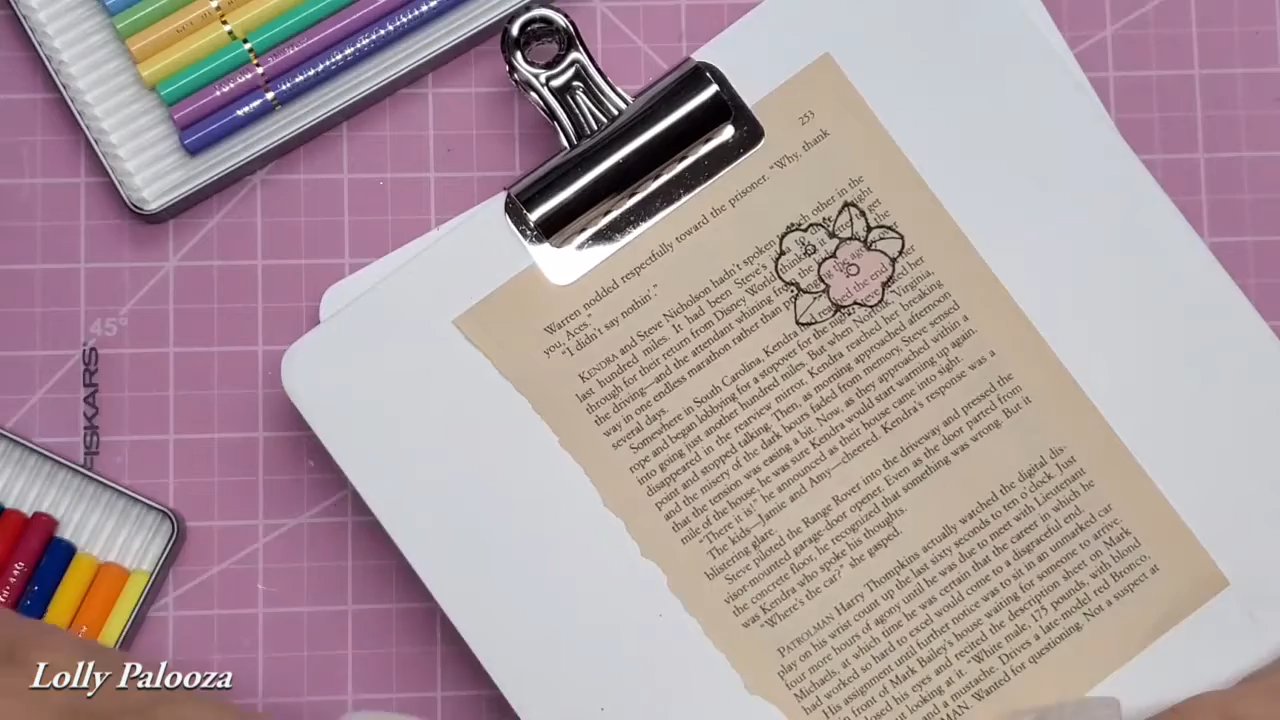 253
Warren nodded respectfully toward the prisoner. "Why, thank
you, Aces."
"I didn't say nothin'."
KENDRA and Steve Nicholson hadn't spoken each other in the
last hundred miles. It had been Steve's
through for their return from Disney World
the driving—and the attendant whining
way in one endless marathon rather than
several days.
Somewhere in South Carolina, Kendra had reached the end
rope and began lobbying for a stopover for the night. Steve
into going just another hundred miles. But when Norfolk, Virginia,
disappeared in the rearview mirror, Kendra reached her breaking
point and stopped talking. Then, as morning approached afternoon
and the misery of the dark hours faded from memory, Steve sensed
that the tension was easing a bit. Now, as they approached within a
mile of the house, he was sure Kendra would start warming up again.
"There it is!" he announced as their house came into sight.
The kids—Jamie and Amy—cheered. Kendra's response was a
blistering glare.
Steve piloted the Range Rover into the driveway and pressed the
visor-mounted garage-door opener. Even as the door parted from
the concrete floor, he recognized that something was wrong. But it
was Kendra who spoke his thoughts.
"Where's the car?" she gasped.
PATROLMAN Harry Thompkins actually watched the digital dis-
play on his wrist count up the last sixty seconds to ten o'clock. Just
four more hours of agony until he was due to meet with Lieutenant
Michaels, at which time he was certain that the career in which he
had worked so hard to excel would come to a disgraceful end.
His assignment until further notice was to sit in an unmarked car
in front of Mark Bailey's house waiting for someone to arrive.
closed his eyes and recited the description sheet on Mark
looking at it. "White male, 175 pounds, with blond
and a mustache. Drives a late-model red Bronco,
MAN. Wanted for questioning. Not a suspect at
45°
FISKARS
Lolly Palooza